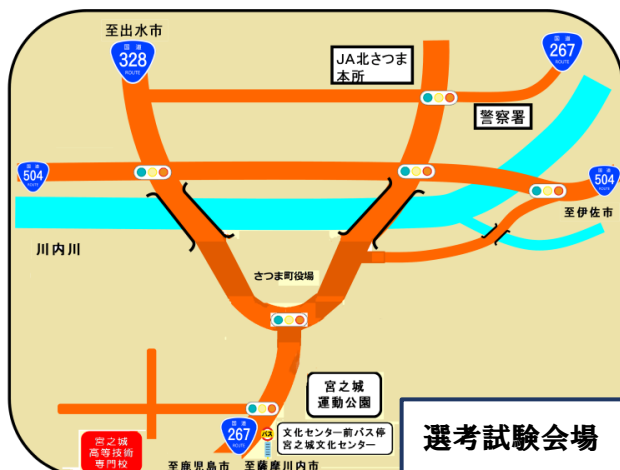 至出水市
国道
328
ROUTE
JA北さつま
本所
国道
267
ROUTE
警察署
国道
504
ROUTE
国道
504
ROUTE
至伊佐市
川内川
さつま町役場
宮之城
運動公園
宮之城
高等技術
専門校
国道
267
ROUTE
バス
文化センター前バス停
宮之城文化センター
選考試験会場
至鹿児島市
至薩摩川内市